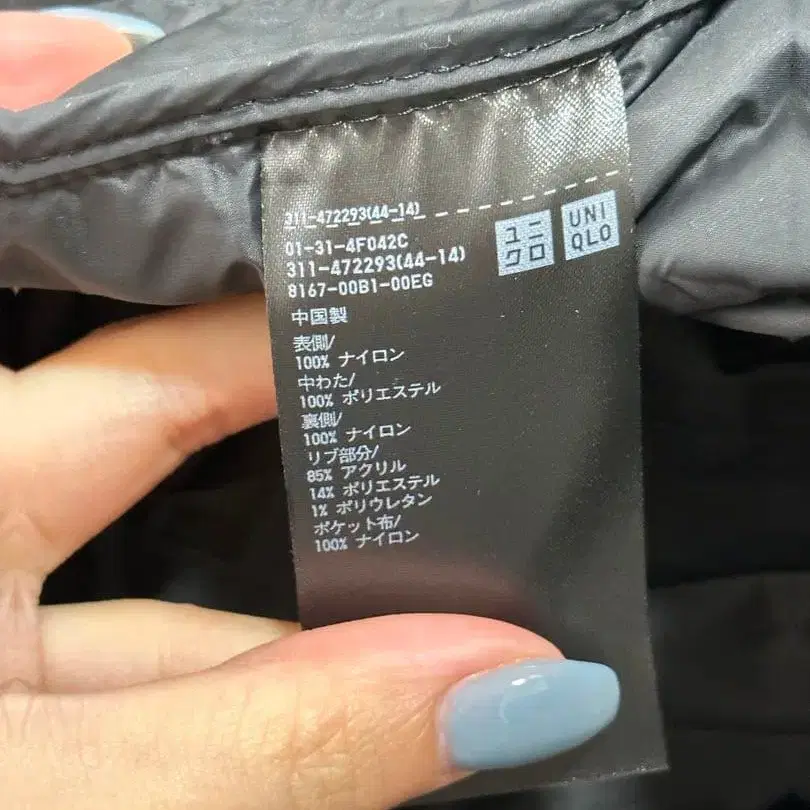 311-472293(44-14)
01-31-4F042C
311-472293(44-14)
8167-00B1-00EG
ユニ
クロ
UNI
QLO
中国製
表側/
100% ナイロン
中わた/
100% ポリエステル
裏側/
100% ナイロン
リブ部分/
85% アクリル
14% ポリエステル
1% ポリウレタン
ポケット布/
100% ナイロン